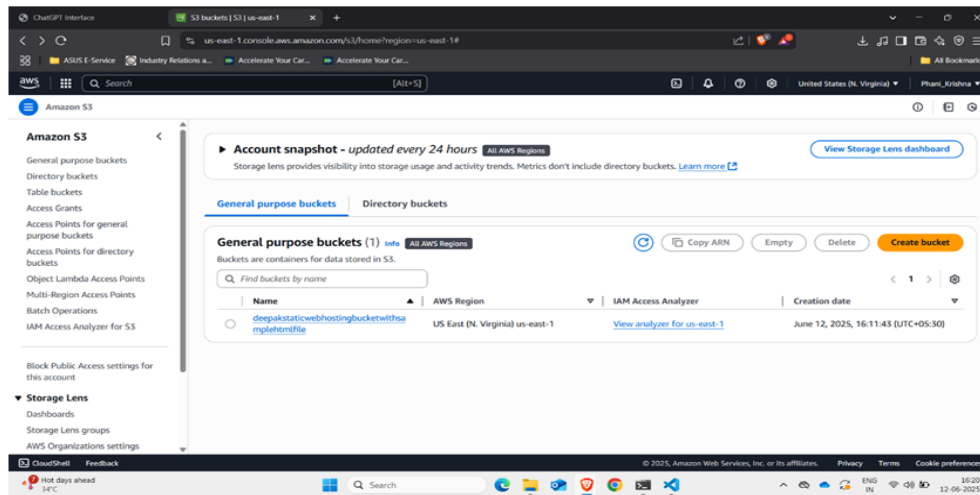 ChatGPT Interface
S3 buckets | S3 | us-east-1
us-east-1.console.aws.amazon.com/s3/home?region=us-east-1#
ASUS E-Service
Industry Relations a...
Accelerate Your Car...
Accelerate Your Car...
All Bookmark
aws
Search
[Alt+S]
United States (N. Virginia)
Phani_Krishna
Amazon S3
Amazon S3
General purpose buckets
Directory buckets
Table buckets
Access Grants
Access Points for general
purpose buckets
Access Points for directory
buckets
Object Lambda Access Points
Multi-Region Access Points
Batch Operations
IAM Access Analyzer for S3
Block Public Access settings for
this account
Storage Lens
Dashboards
Storage Lens groups
AWS Organizations settings
Account snapshot - updated every 24 hours All AWS Regions
View Storage Lens dashboard
Storage lens provides visibility into storage usage and activity trends. Metrics don't include directory buckets. Learn more
General purpose buckets
Directory buckets
General purpose buckets (1) Info All AWS Regions
Copy ARN
Empty
Delete
Create bucket
Buckets are containers for data stored in S3.
Find buckets by name
1
Name
AWS Region
IAM Access Analyzer
Creation date
deepakstaticwebhostingbucketwithsa
mplehtmlfile
US East (N. Virginia) us-east-1
View analyzer for us-east-1
June 12, 2025, 16:11:43 (UTC+05:30)
CloudShell
Feedback
© 2025, Amazon Web Services, Inc. or its affiliates.
Privacy
Terms
Cookie preference
7
Hot days ahead
34°C
Search
ENG
IN
12-06-2025